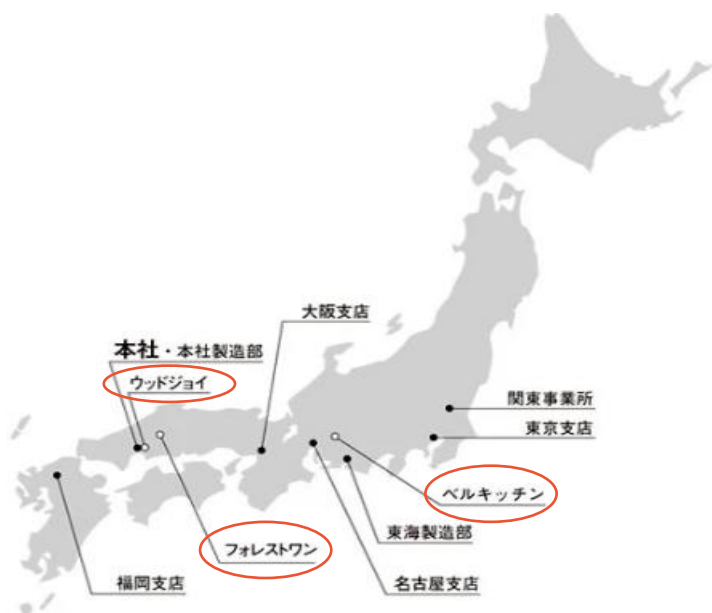 大阪支店
本社・本社製造部
ウッドジョイ
関東事業所
東京支店
ベルキッチン
東海製造部
フォレストワン
福岡支店
名古屋支店